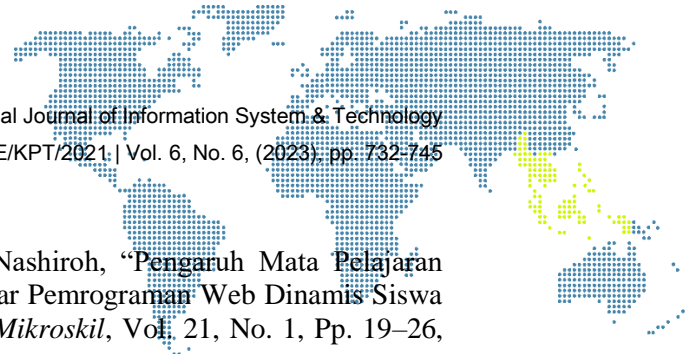 al Journal of Information System & Technology
E/KPT/2021 | Vol. 6, No. 6, (2023), pp. 732-745
Nashiroh, “Pengaruh Mata Pelajaran
ar Pemrograman Web Dinamis Siswa
Mikroskil, Vol. 21, No. 1, Pp. 19–26,